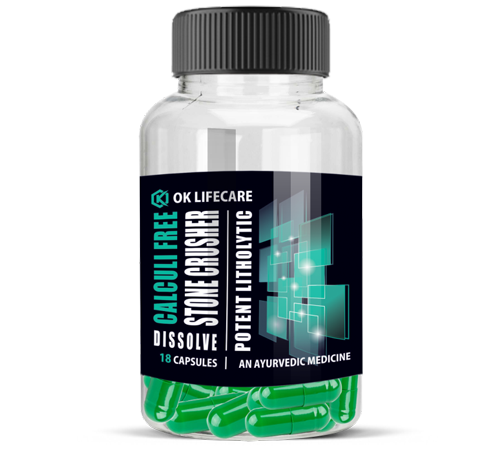 OK LIFECARE
CALCULI FREE
STONE CRUSHER
DISSOLVE
POTENT LITHOLYTIC
18 CAPSULES | AN AYURVEDIC MEDICINE